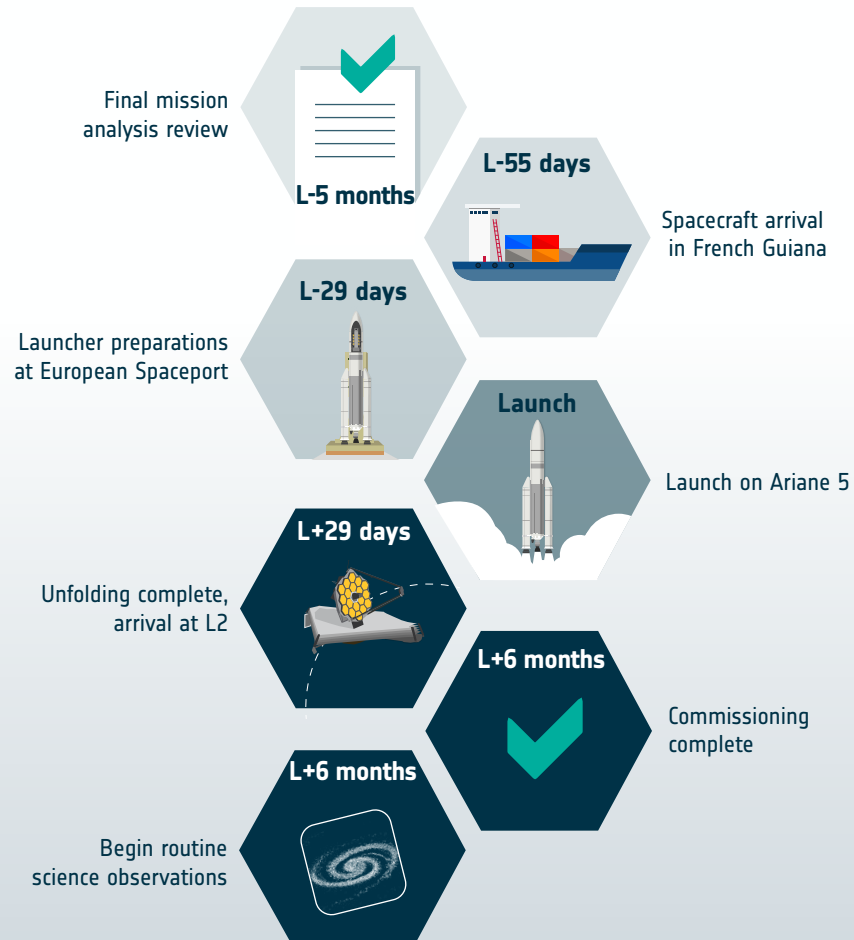 Final mission
analysis review
L-5 months
L-55 days
Spacecraft arrival
in French Guiana
L-29 days
Launcher preparations
at European Spaceport
Launch
Launch on Ariane 5
L+29 days
Unfolding complete,
arrival at L2
L+6 months
Commissioning
complete
L+6 months
Begin routine
science observations